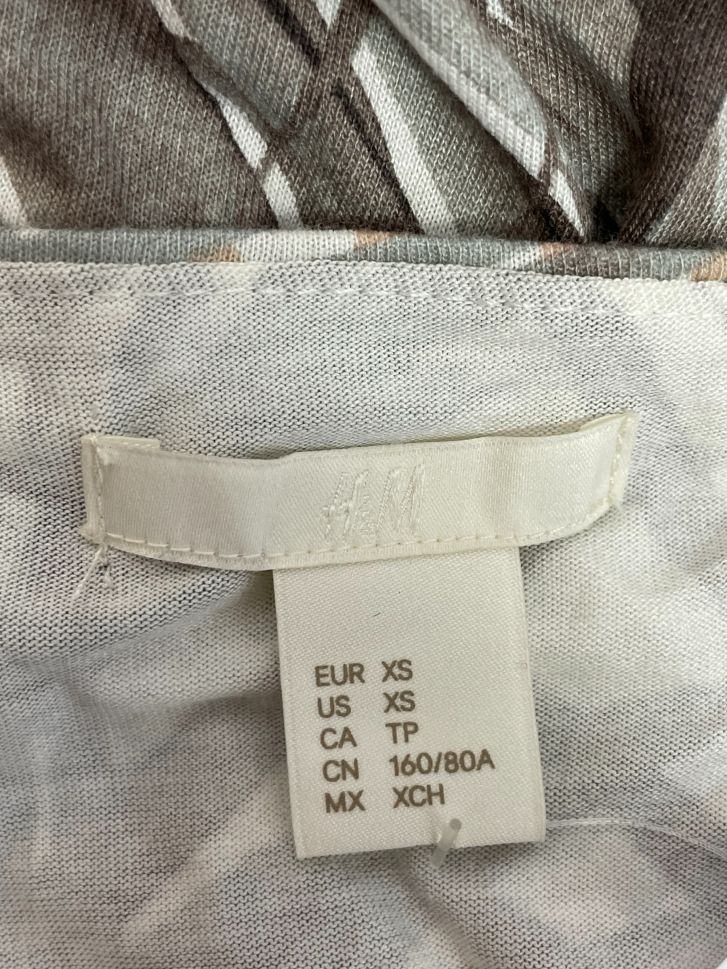 H&M
EUR XS
US XS
CA TP
CN 160/80A
MX XCH